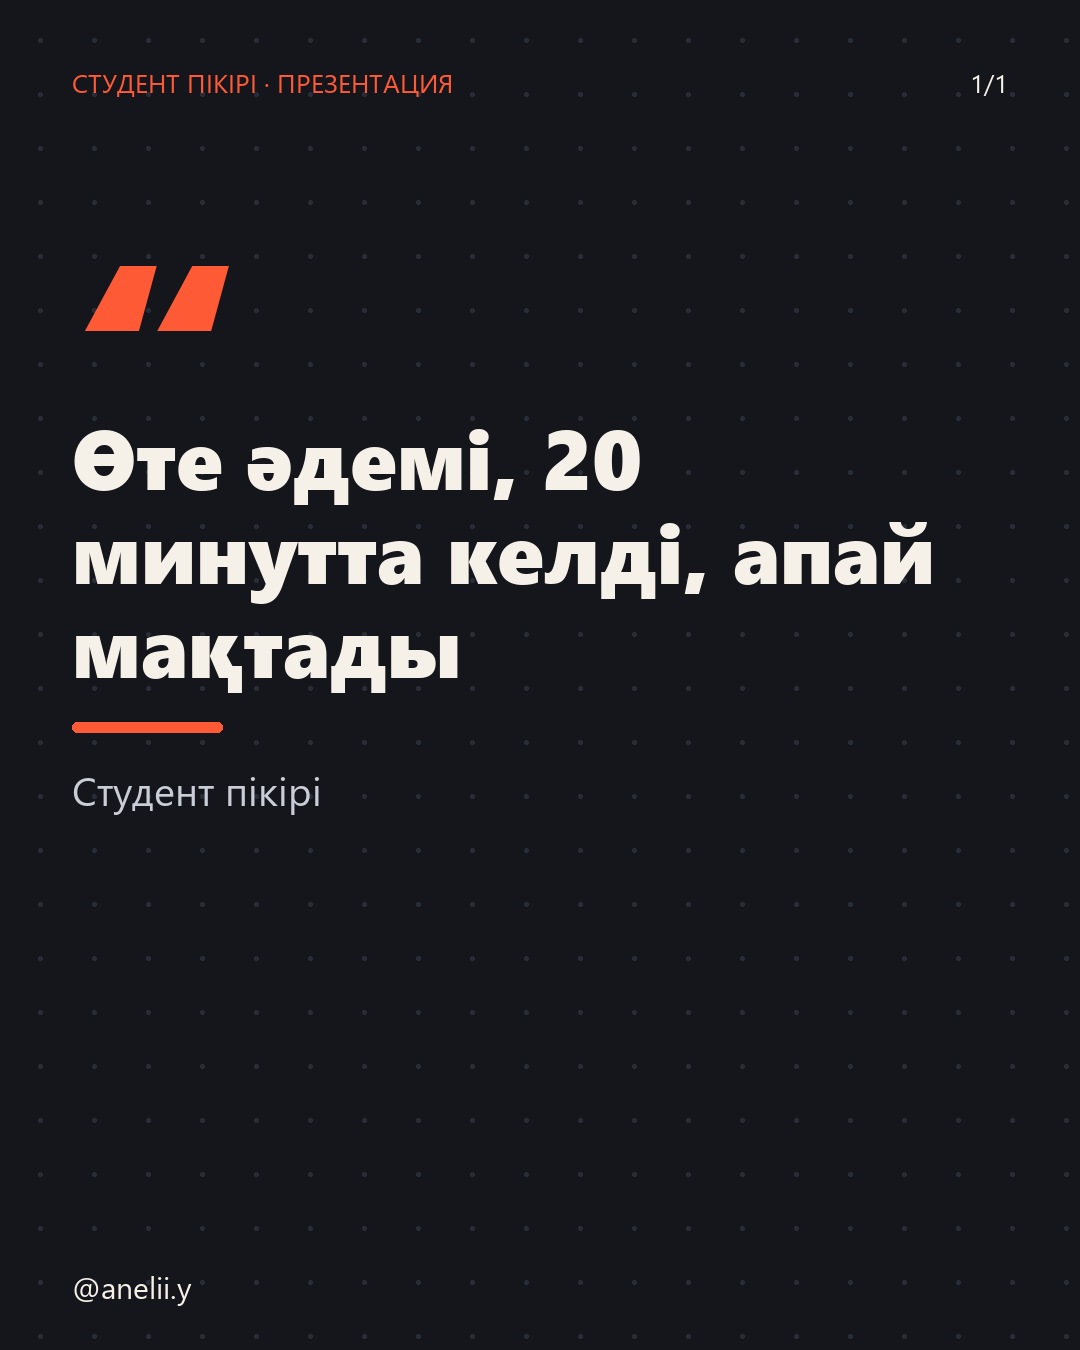 СТУДЕНТ ПІКІРІ · ПРЕЗЕНТАЦИЯ
1/1
“
Өте әдемі, 20
минутта келді, апай
мақтады
Студент пікірі
@anelii.y